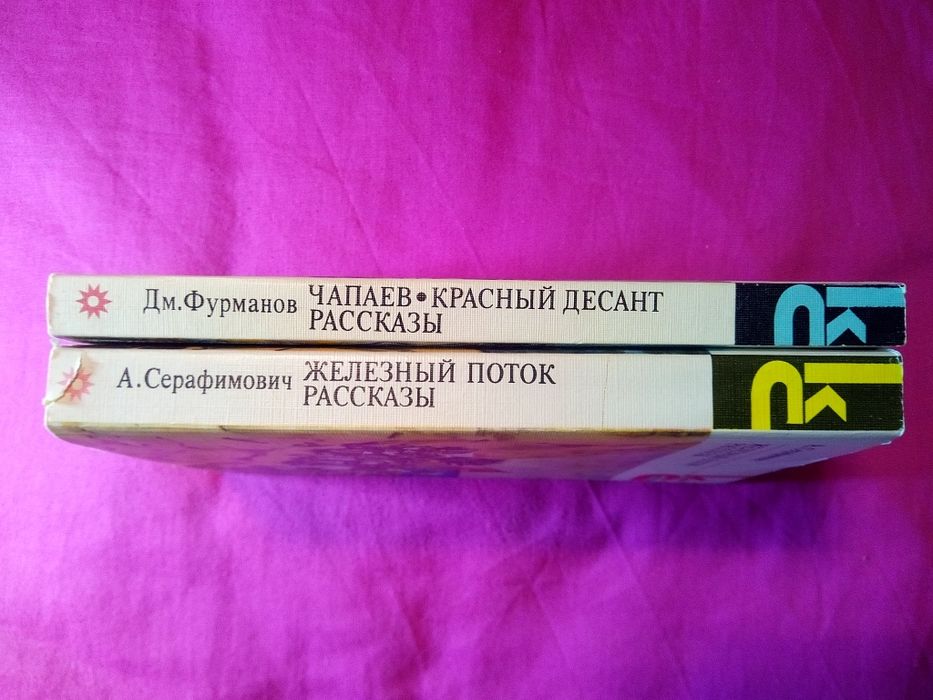 Дм.Фурманов ЧАПАЕВ • КРАСНЫЙ ДЕСАНТ
РАССКАЗЫ
А.Серафимович ЖЕЛЕЗНЫЙ ПОТОК
РАССКАЗЫ